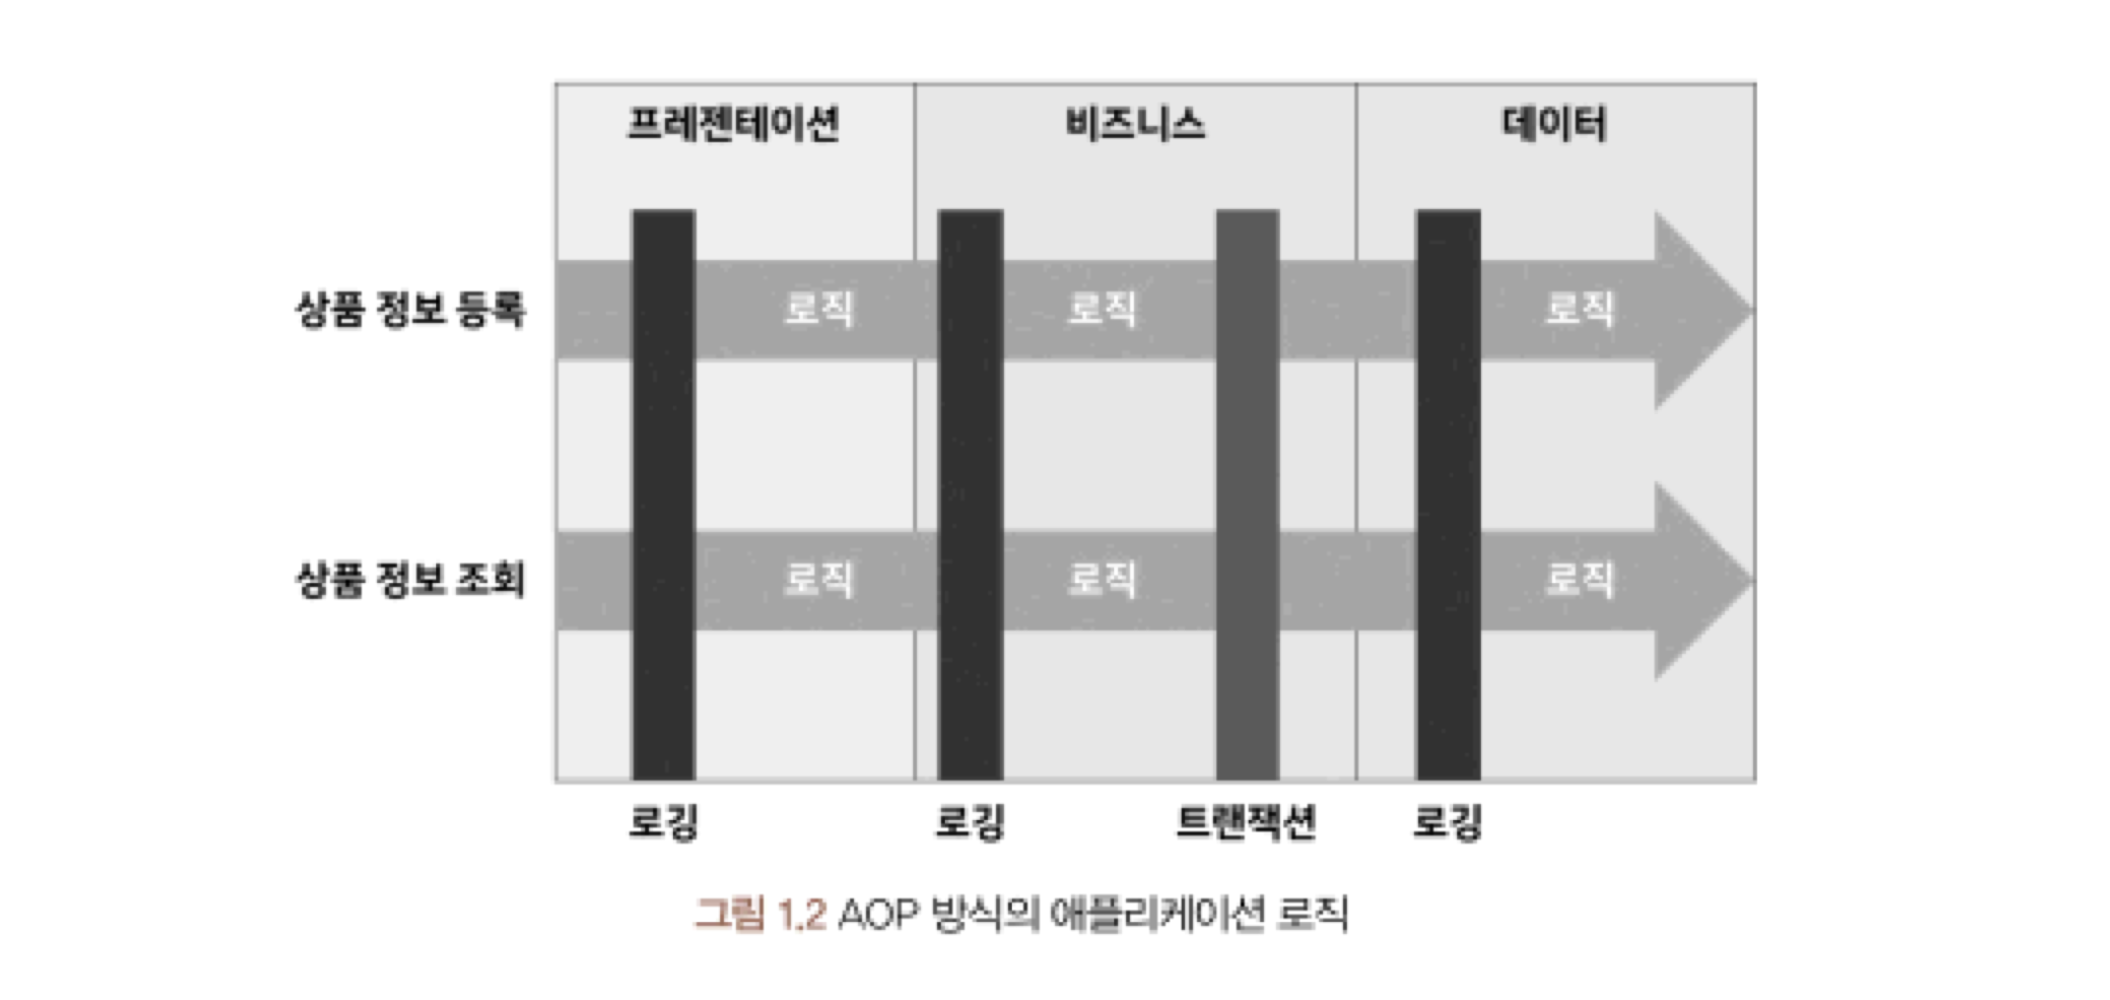 프레젠테이션 비즈니스 데이터
상품 정보 등록 로직 로직 로직
상품 정보 조회 로직 로직 로직
로깅 로깅 트랜잭션 로깅
그림 1.2 AOP 방식의 애플리케이션 로직